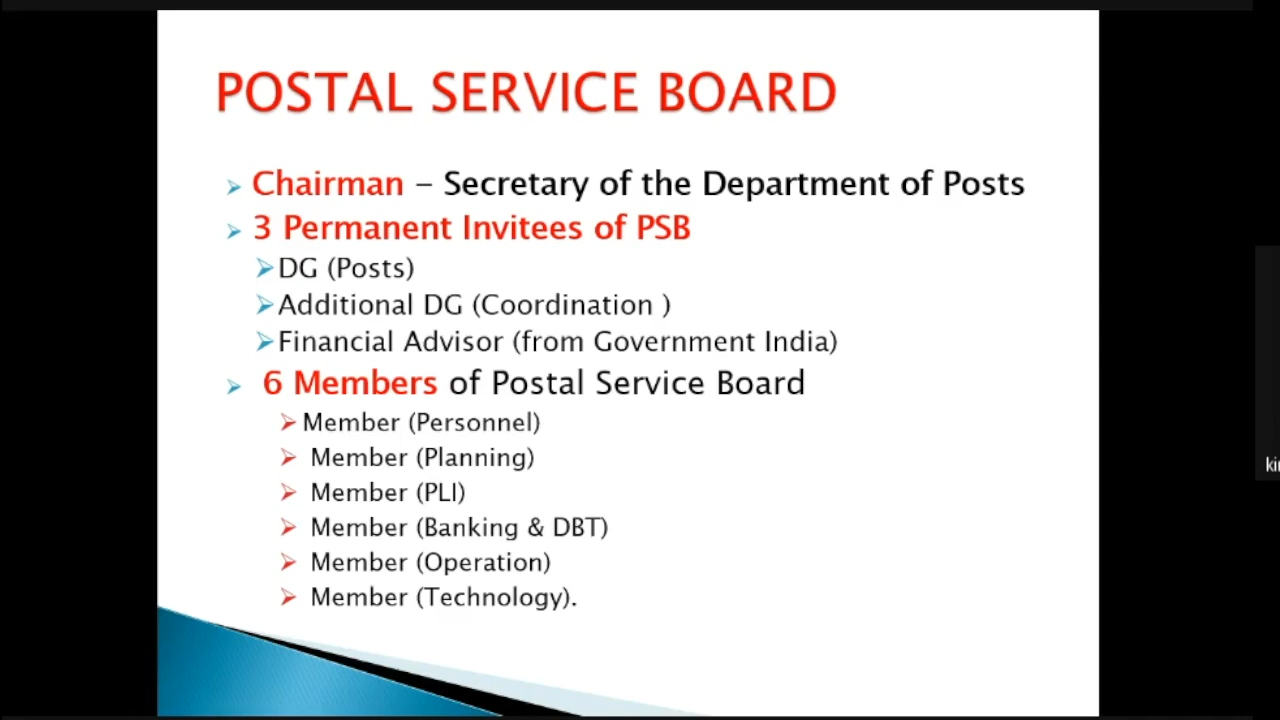 POSTAL SERVICE BOARD
Chairman – Secretary of the Department of Posts
3 Permanent Invitees of PSB
DG (Posts)
Additional DG (Coordination )
Financial Advisor (from Government India)
6 Members of Postal Service Board
Member (Personnel)
Member (Planning)
Member (PLI)
Member (Banking & DBT)
Member (Operation)
Member (Technology).